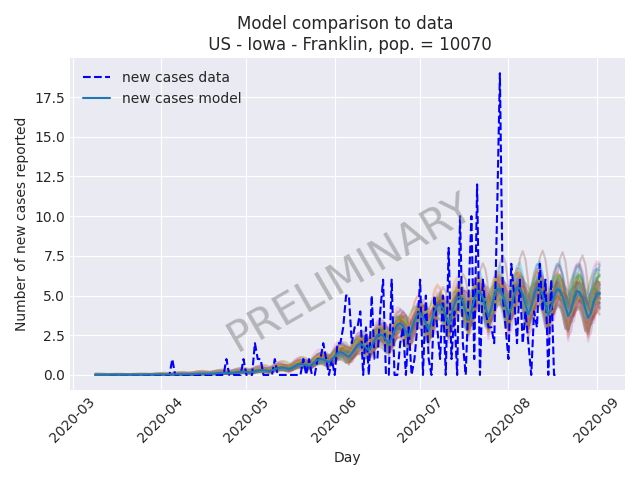 Model comparison to data
US - Iowa - Franklin, pop. = 10070
new cases data
new cases model
Number of new cases reported
17.5
15.0
12.5
10.0
7.5
5.0
2.5
0.0
PRELIMINARY
2020-03
2020-04
2020-05
2020-06
2020-07
2020-08
2020-09
Day